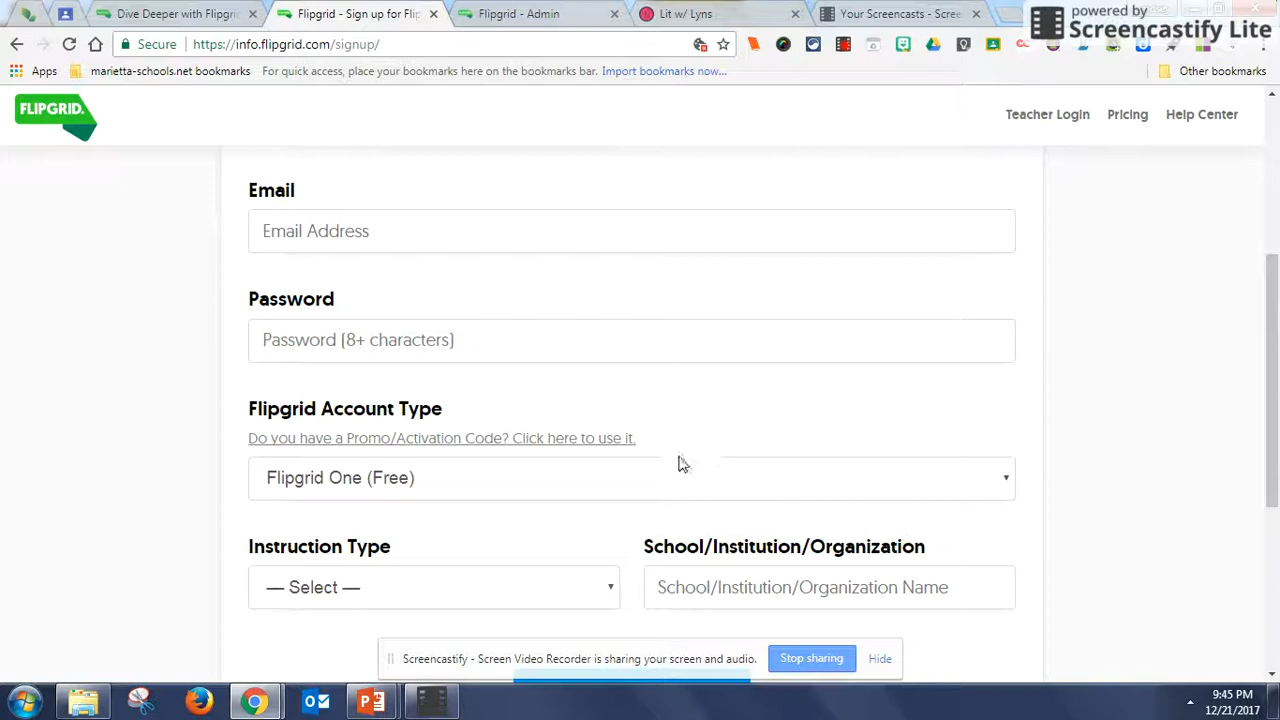 Dive Deeper with Flipgrid
Flipgrid - Sign up for Flip
Flipgrid - Admin
Lit w/ Lyns
Your Screencasts - Screen
powered by
Screencastify Lite
Secure
https://info.flipgrid.com/signup/
Apps
marietta-schools.net bookmarks
For quick access, place your bookmarks here on the bookmarks bar.
Import bookmarks now...
Other bookmarks
FLIPGRID.
Teacher Login
Pricing
Help Center
Email
Email Address
Password
Password (8+ characters)
Flipgrid Account Type
Do you have a Promo/Activation Code? Click here to use it.
Flipgrid One (Free)
Instruction Type
School/Institution/Organization
— Select —
School/Institution/Organization Name
Screencastify - Screen Video Recorder is sharing your screen and audio.
Stop sharing
Hide
9:45 PM
12/21/2017